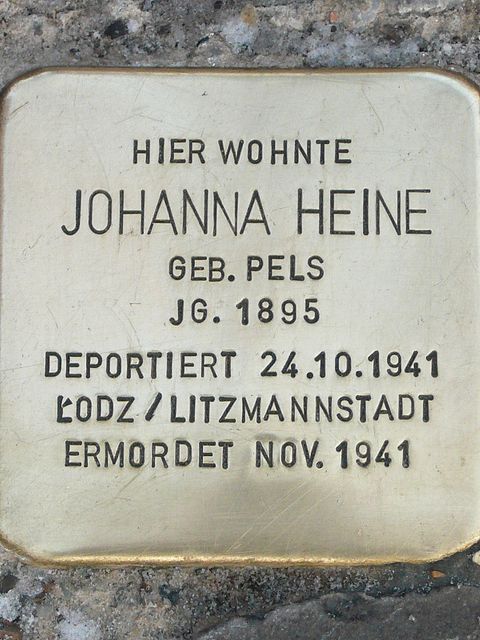 HIER WOHNTE
JOHANNA HEINE
GEB. PELS
JG. 1895
DEPORTIERT 24.10.1941
ŁODZ / LITZMANNSTADT
ERMORDET NOV. 1941